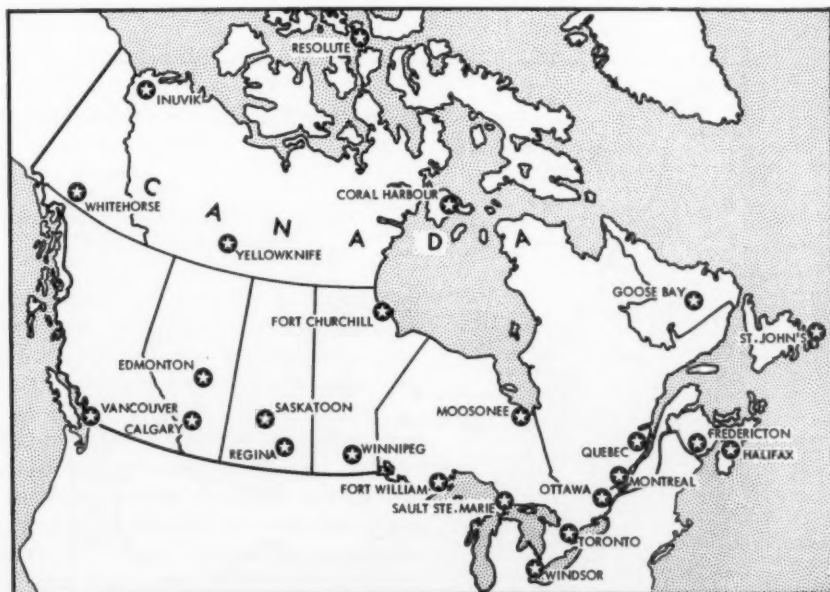 RESOLUTE
INUVIK
CORAL HARBOUR
WHITEHORSE
CANADA
YELLOWKNIFE
GOOSE BAY
FORT CHURCHILL
ST. JOHN'S
EDMONTON
VANCOUVER
SASKATOON
MOOSONEE
CALGARY
FREDERICTON
REGINA
WINNIPEG
QUEBEC
HALIFAX
FORT WILLIAM
MONTREAL
OTTAWA
SAULT STE. MARIE
TORONTO
WINDSOR